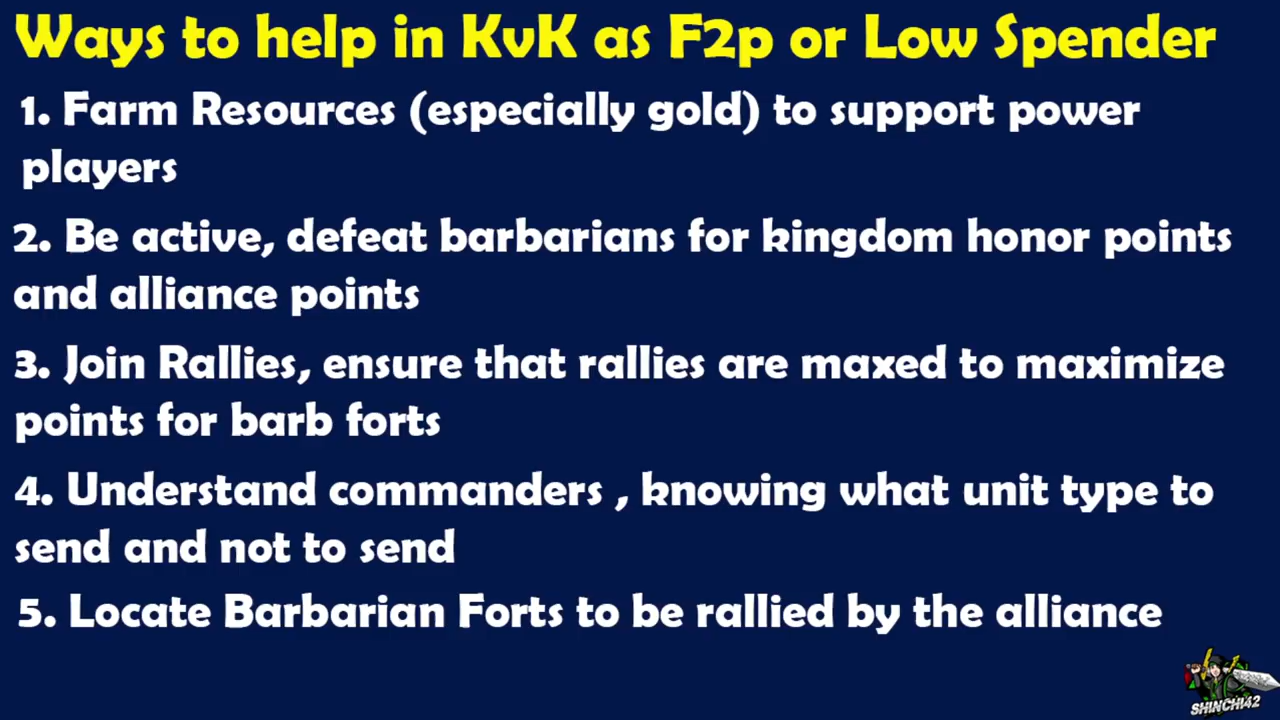 Ways to help in KvK as F2p or Low Spender
1. Farm Resources (especially gold) to support power
players
2. Be active, defeat barbarians for kingdom honor points
and alliance points
3. Join Rallies, ensure that rallies are maxed to maximize
points for barb forts
4. Understand commanders , knowing what unit type to
send and not to send
5. Locate Barbarian Forts to be rallied by the alliance
SHINCHI42